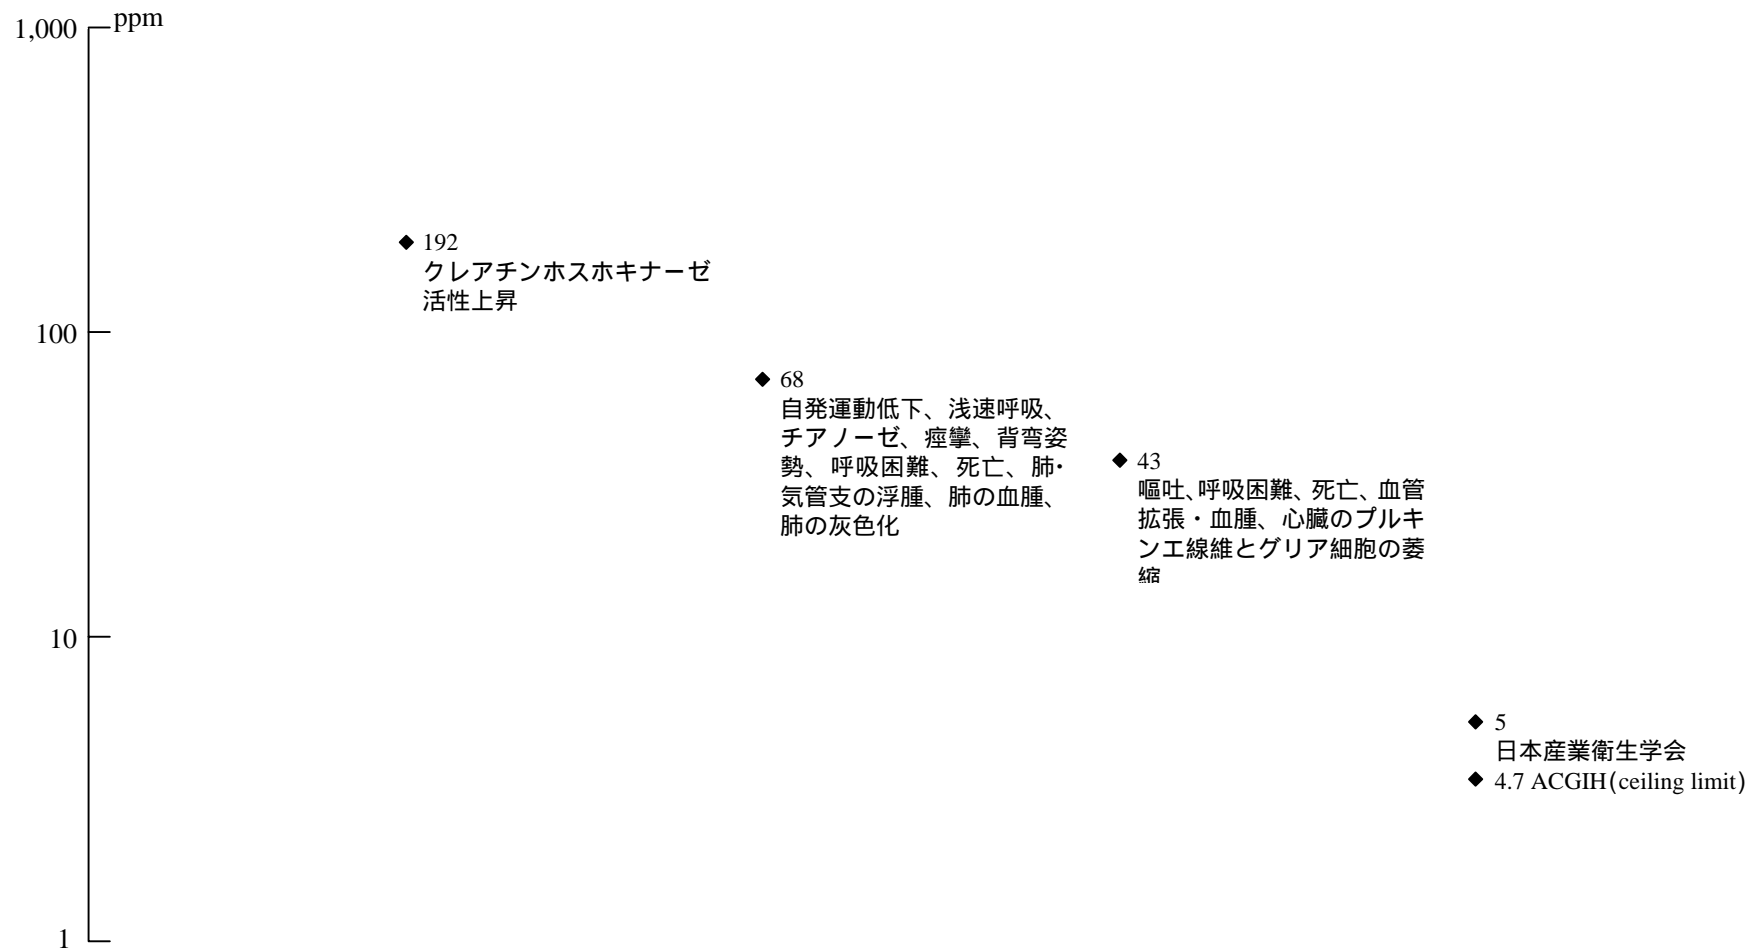 ppm
1,000
192
クレアチンホスホキナーゼ
活性上昇
100
68
自発運動低下、浅速呼吸、
チアノーゼ、痙攣、背弯姿
勢、呼吸困難、死亡、肺・
気管支の浮腫、肺の血腫、
肺の灰色化
43
嘔吐、呼吸困難、死亡、血管
拡張・血腫、心臓のプルキ
ンエ線維とグリア細胞の萎
縮
10
5
日本産業衛生学会
4.7 ACGIH(ceiling limit)
1